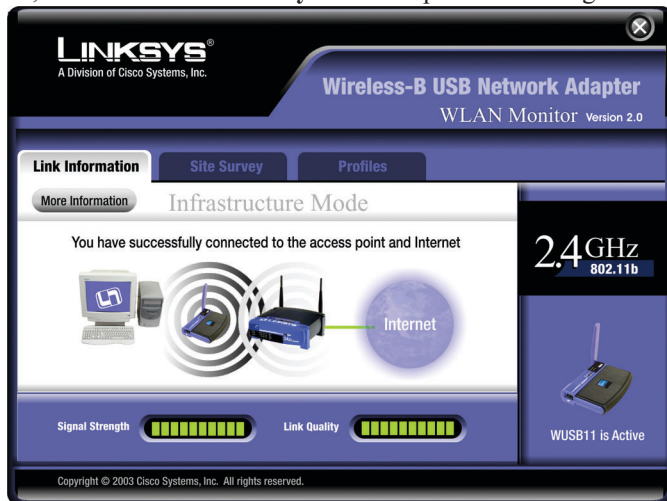 LINKSYS®
A Division of Cisco Systems, Inc.
Wireless-B USB Network Adapter
WLAN Monitor Version 2.0
Link Information
Site Survey
Profiles
More Information
Infrastructure Mode
You have successfully connected to the access point and Internet
2.4GHz
802.11b
LINKSYS
Internet
Signal Strength
Link Quality
WUSB11 is Active
Copyright © 2003 Cisco Systems, Inc. All rights reserved.